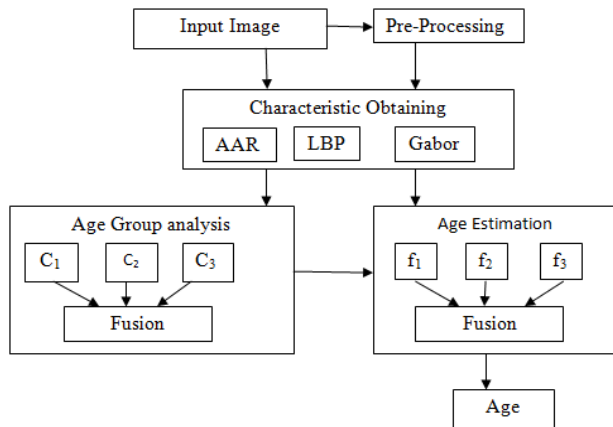 Input Image
Pre-Processing
Characteristic Obtaining
AAR
LBP
Gabor
Age Group analysis
C₁
C₂
C₃
Fusion
Age Estimation
f₁
f₂
f₃
Fusion
Age